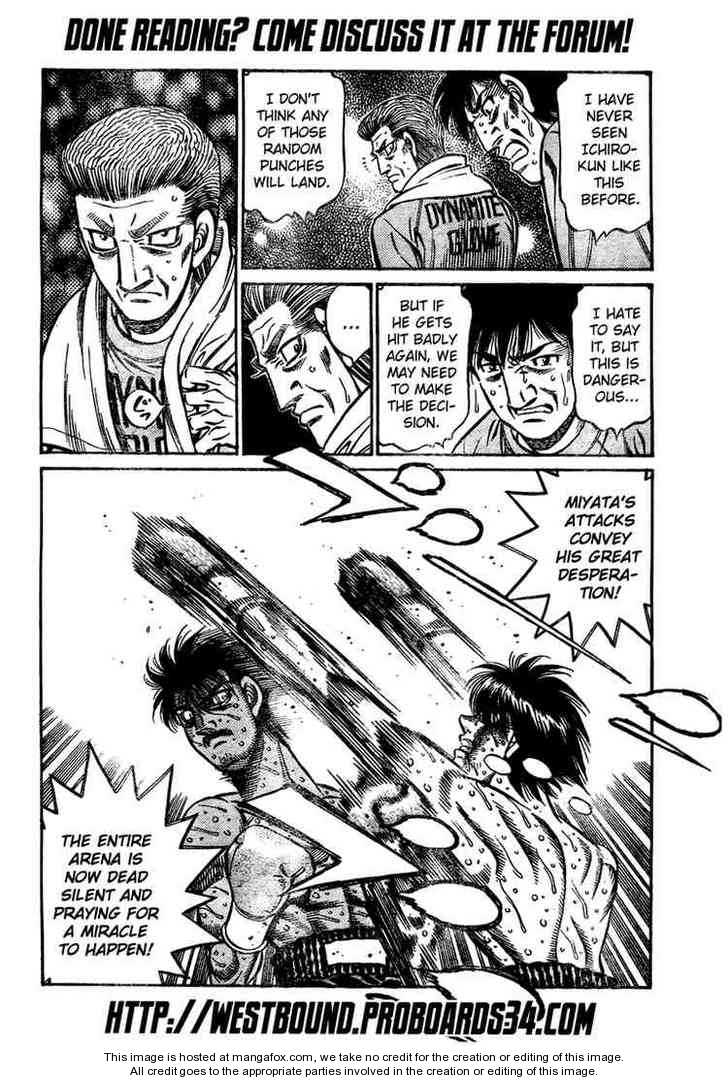 DONE READING? COME DISCUSS IT AT THE FORUM!
I HAVE
NEVER
SEEN
ICHIRO-
KUN LIKE
THIS
BEFORE.
I DON'T
THINK ANY
OF THOSE
RANDOM
PUNCHES
WILL LAND.
DYNAMITE
GLOVE
I HATE
TO SAY
IT, BUT
THIS IS
DANGER-
OUS...
BUT IF
HE GETS
HIT BADLY
AGAIN, WE
MAY NEED
TO MAKE
THE DECI-
SION.
...
MIYATA'S
ATTACKS
CONVEY
HIS GREAT
DESPERA-
TION!
THE ENTIRE
ARENA IS
NOW DEAD
SILENT AND
PRAYING FOR
A MIRACLE
TO HAPPEN!
HTTP://WESTBOUND.PROBOARDS34.COM
This image is hosted at mangafox.com, we take no credit for the creation or editing of this image.
All credit goes to the appropriate parties involved in the creation or editing of this image.